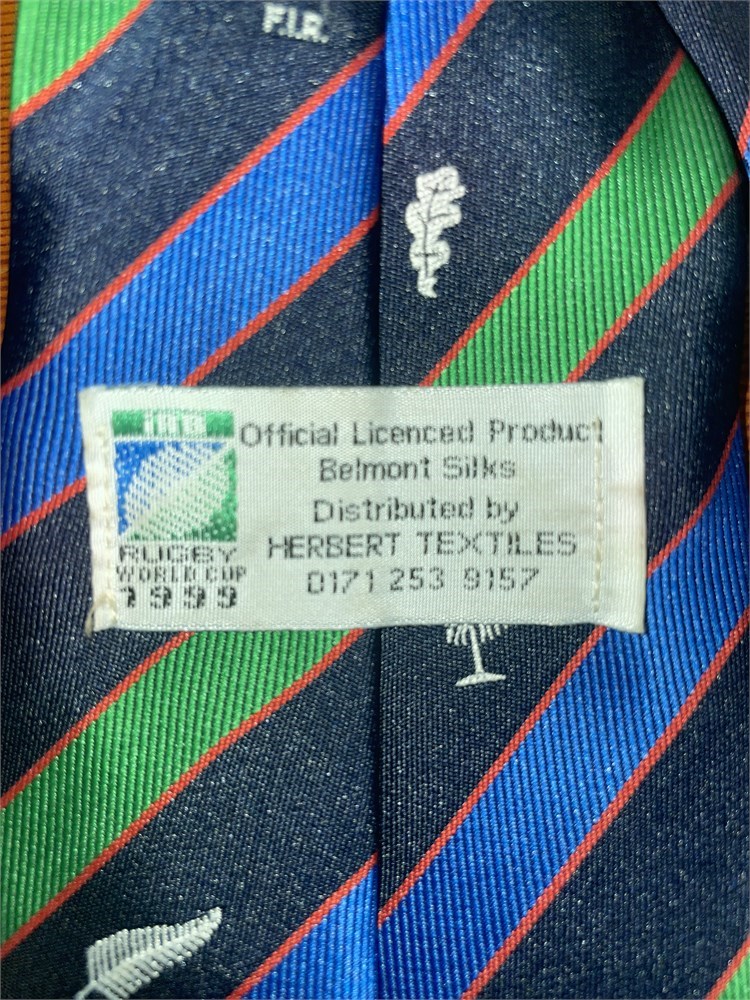 F.I.R.
IRB
Official Licenced Product
Belmont Silks
Distributed by
HERBERT TEXTILES
0171 253 9157
RUGBY
WORLD CUP
1999